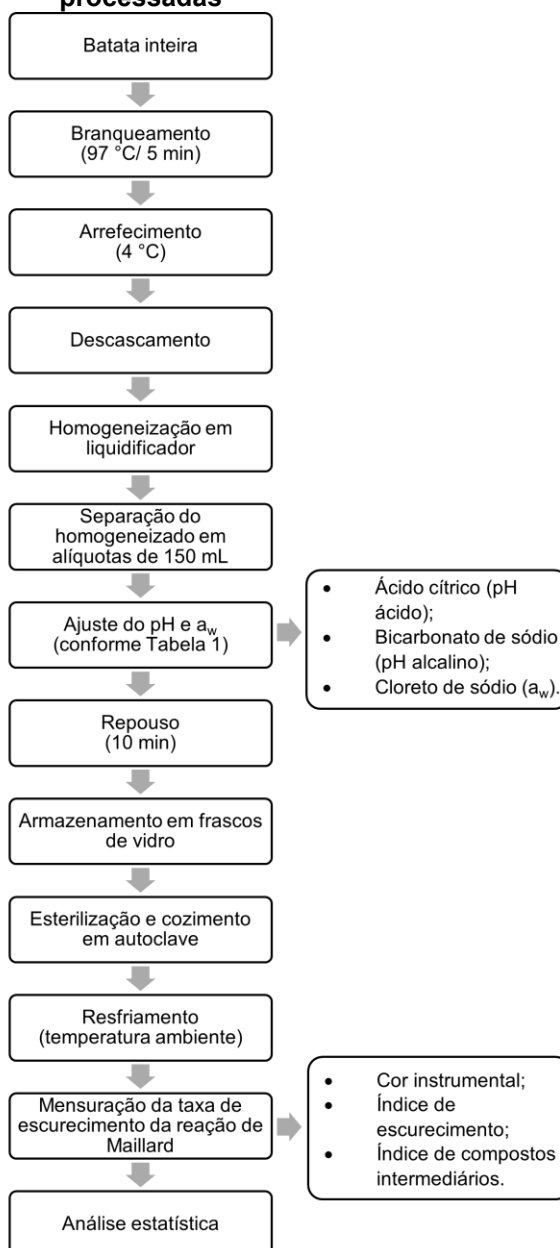 processadas
Batata inteira
Branqueamento
(97 °C/ 5 min)
Arrefecimento
(4 °C)
Descascamento
Homogeneização em
liquidificador
Separação do
homogeneizado em
alíquotas de 150 mL
Ajuste do pH e aw
(conforme Tabela 1)
• Ácido cítrico (pH
ácido);
• Bicarbonato de sódio
(pH alcalino);
• Cloreto de sódio (aw).
Repouso
(10 min)
Armazenamento em frascos
de vidro
Esterilização e cozimento
em autoclave
Resfriamento
(temperatura ambiente)
Mensuração da taxa de
escurecimento da reação de
Maillard
• Cor instrumental;
• Índice de
escurecimento;
• Índice de compostos
intermediários.
Análise estatística